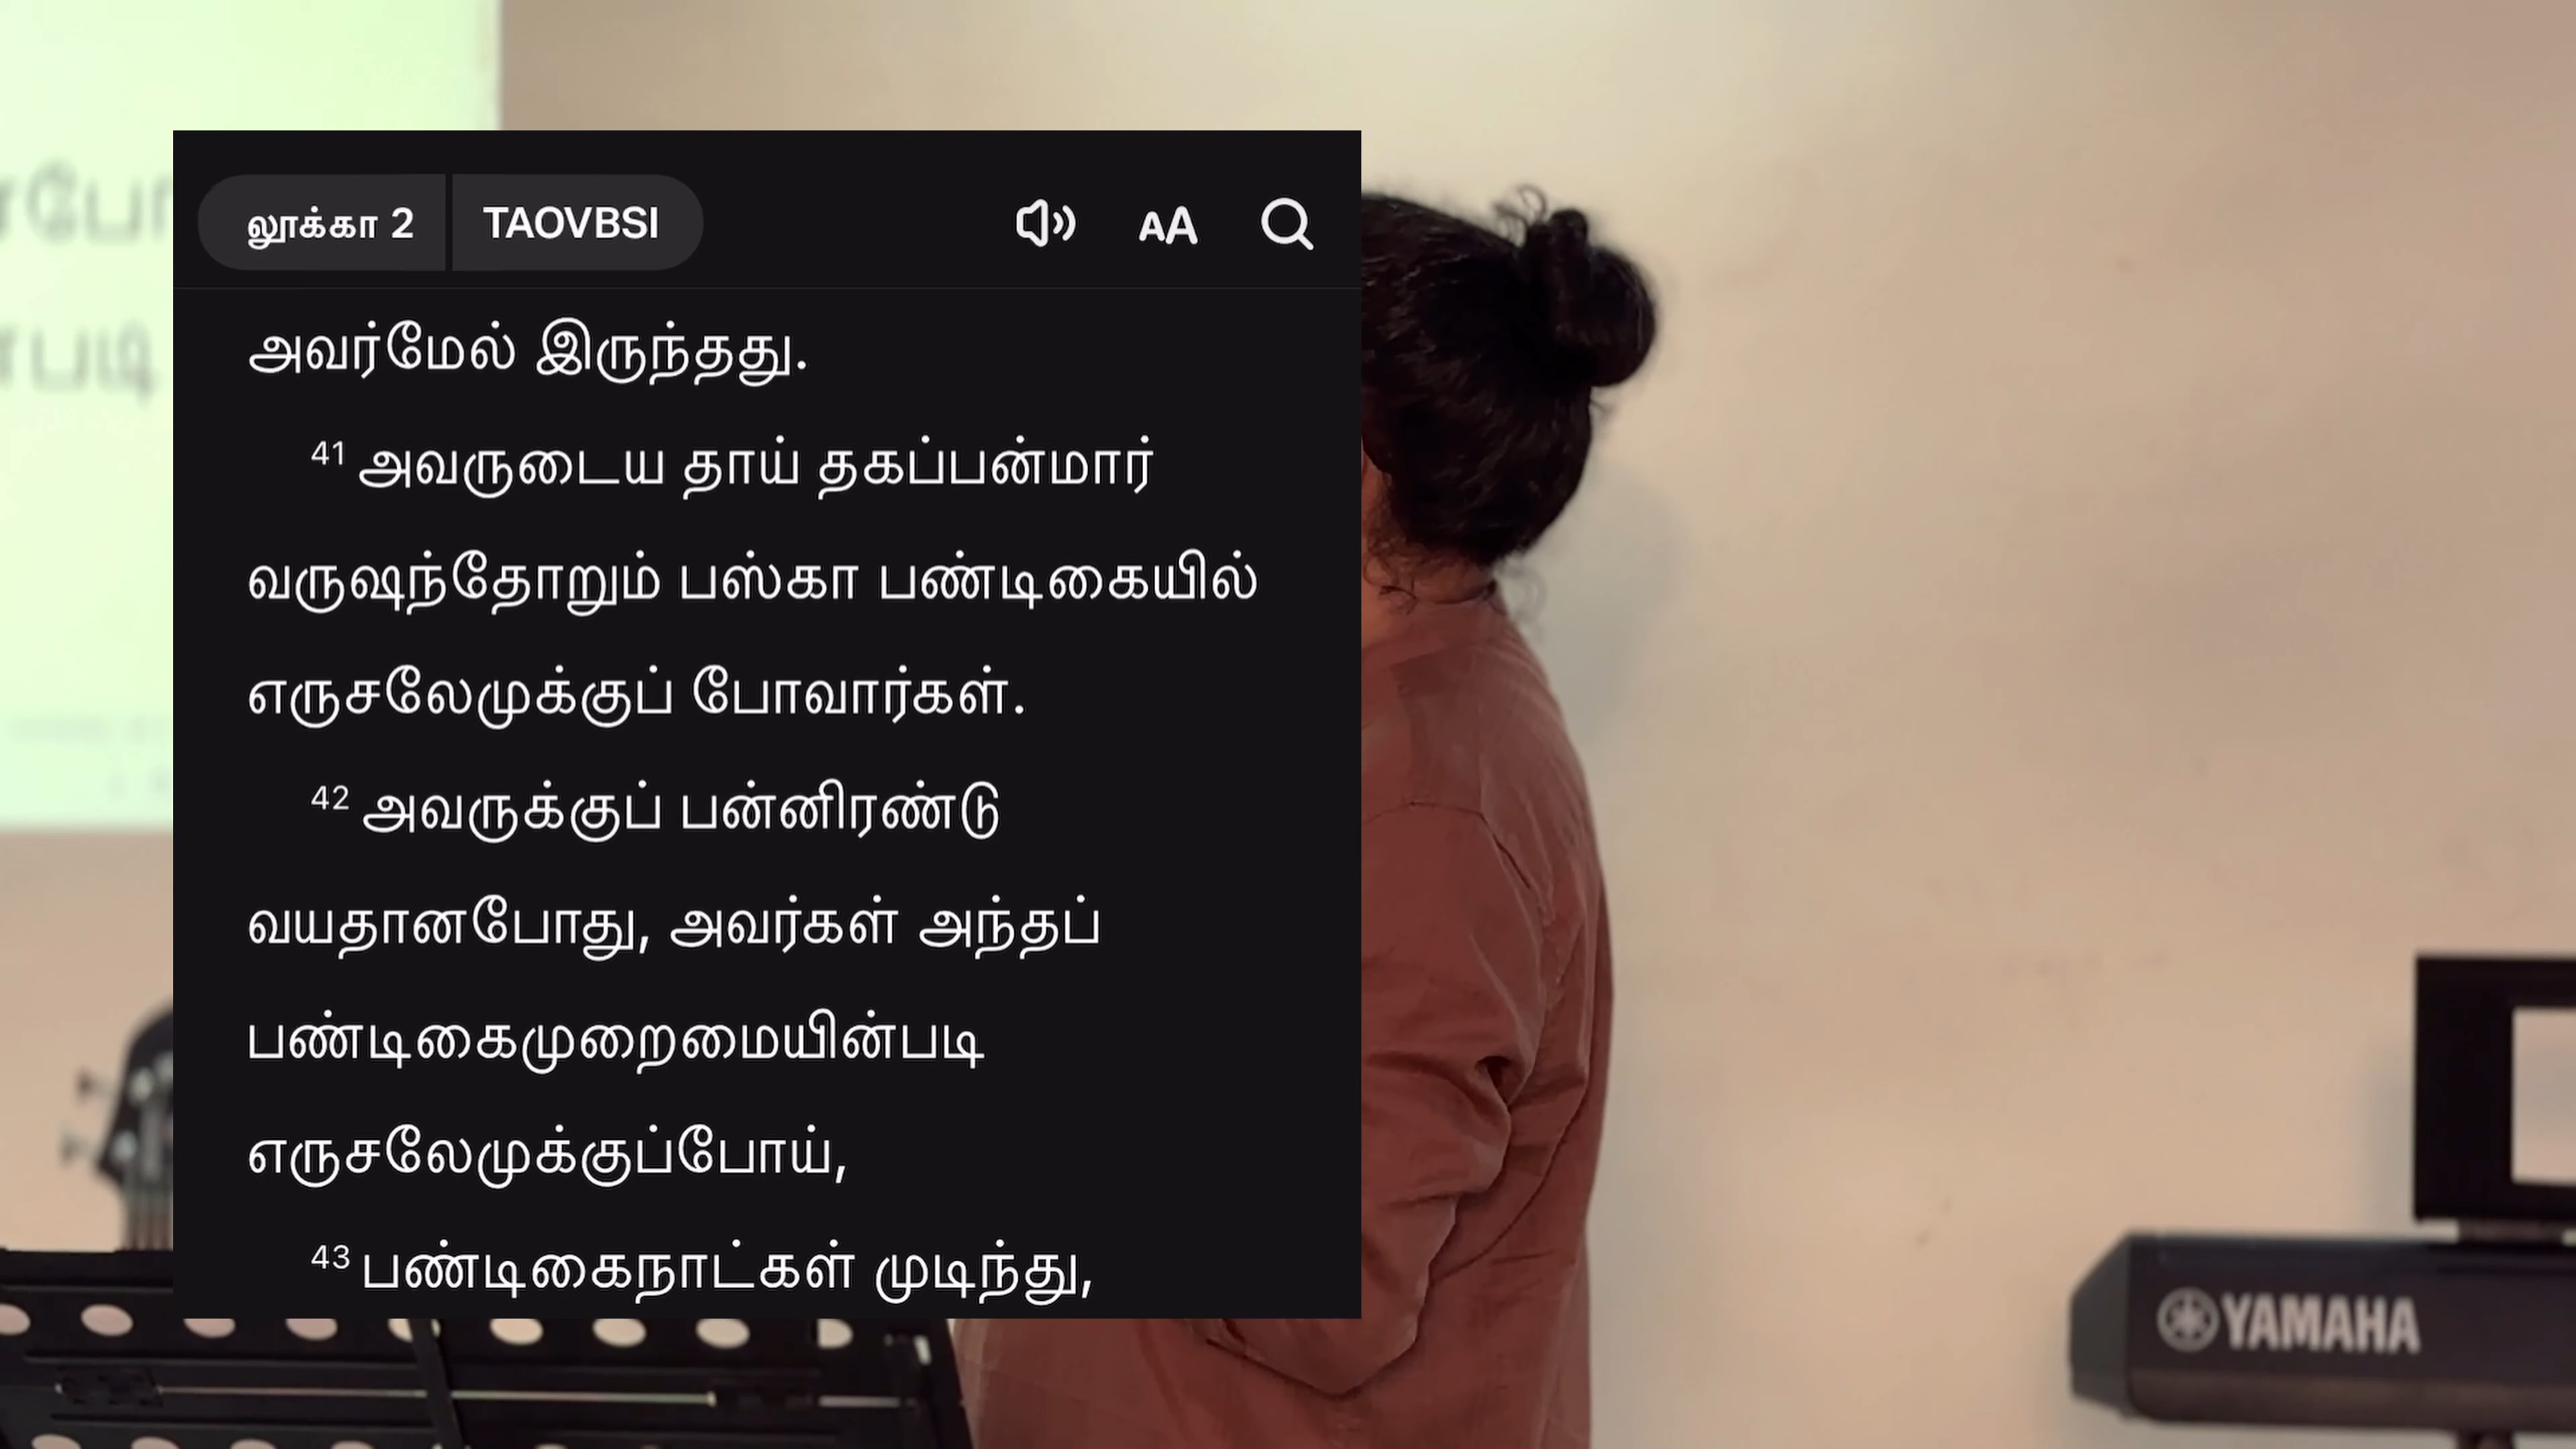 லூக்கா 2 TAOVBSI AA
அவர்மேல் இருந்தது.
41 அவருடைய தாய் தகப்பன்மார்
வருஷந்தோறும் பஸ்கா பண்டிகையில்
எருசலேமுக்குப் போவார்கள்.
42 அவருக்குப் பன்னிரண்டு
வயதானபோது, அவர்கள் அந்தப்
பண்டிகைமுறைமையின்படி
எருசலேமுக்குப்போய்,
43 பண்டிகைநாட்கள் முடிந்து,
YAMAHA